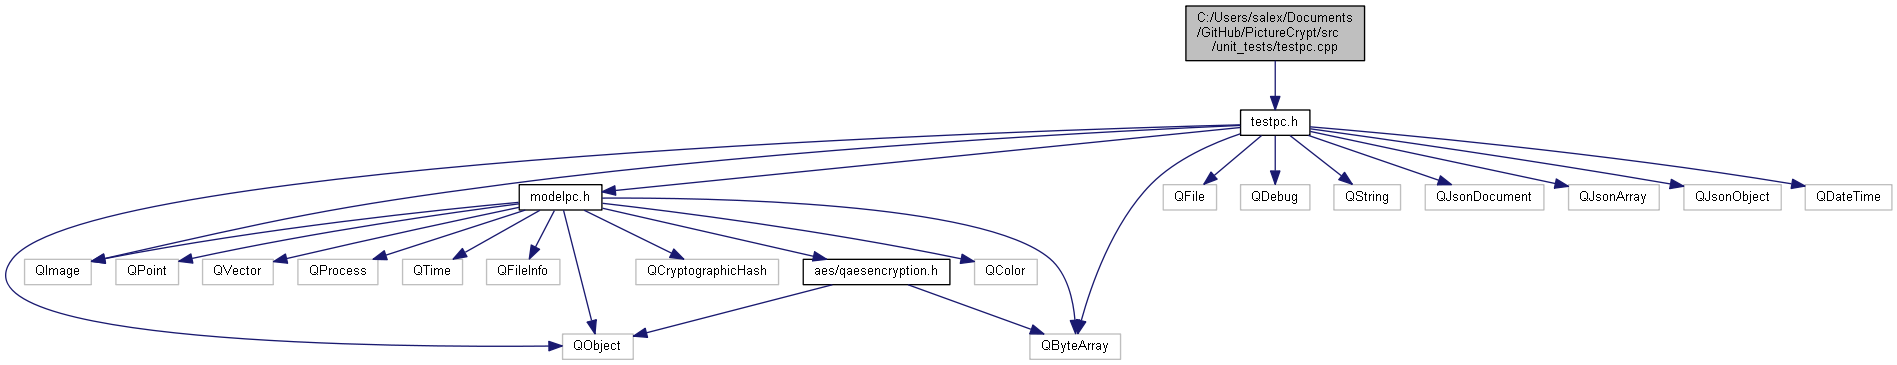 C:/Users/salex/Documents
/GitHub/PictureCrypt/src
/unit_tests/testpc.cpp
testpc.h
modelpc.h
QFile
QDebug
QString
QJsonDocument
QJsonArray
QJsonObject
QDateTime
QImage
QPoint
QVector
QProcess
QTime
QFileInfo
QCryptographicHash
aes/qaesencryption.h
QColor
QObject
QByteArray